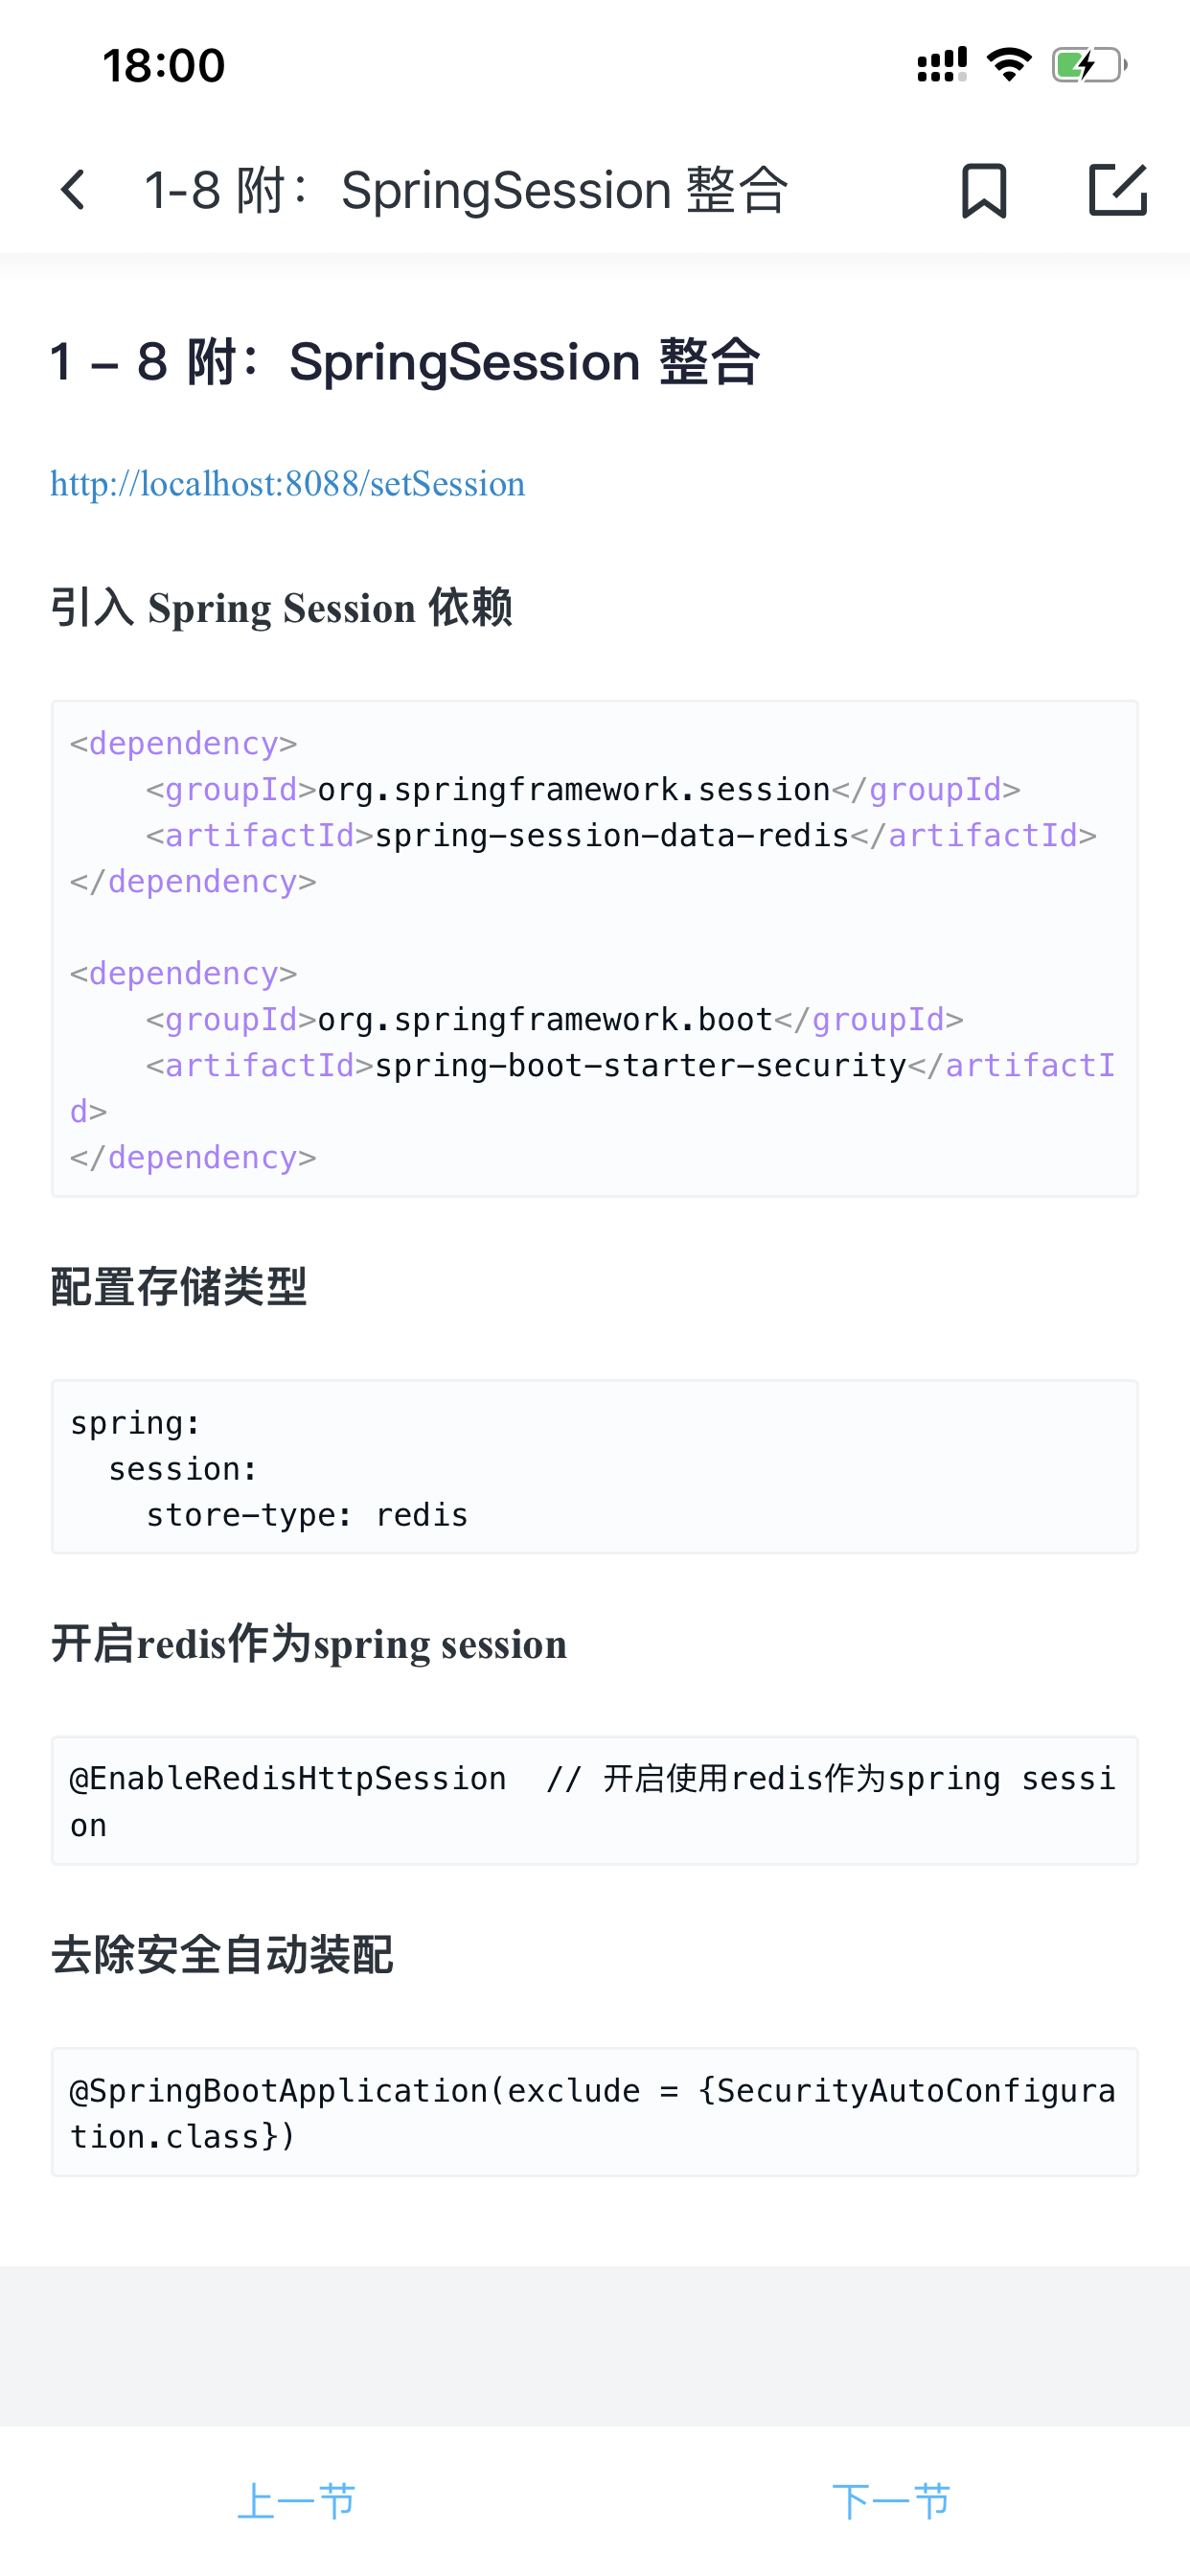 18:00
1-8 附：SpringSession 整合
1 – 8 附：SpringSession 整合
http://localhost:8088/setSession
引入 Spring Session 依赖
<dependency>
    <groupId>org.springframework.session</groupId>
    <artifactId>spring-session-data-redis</artifactId>
</dependency>

<dependency>
    <groupId>org.springframework.boot</groupId>
    <artifactId>spring-boot-starter-security</artifactI
d>
</dependency>
配置存储类型
spring:
  session:
    store-type: redis
开启redis作为spring session
@EnableRedisHttpSession  // 开启使用redis作为spring sessi
on
去除安全自动装配
@SpringBootApplication(exclude = {SecurityAutoConfigura
tion.class})
上一节
下一节